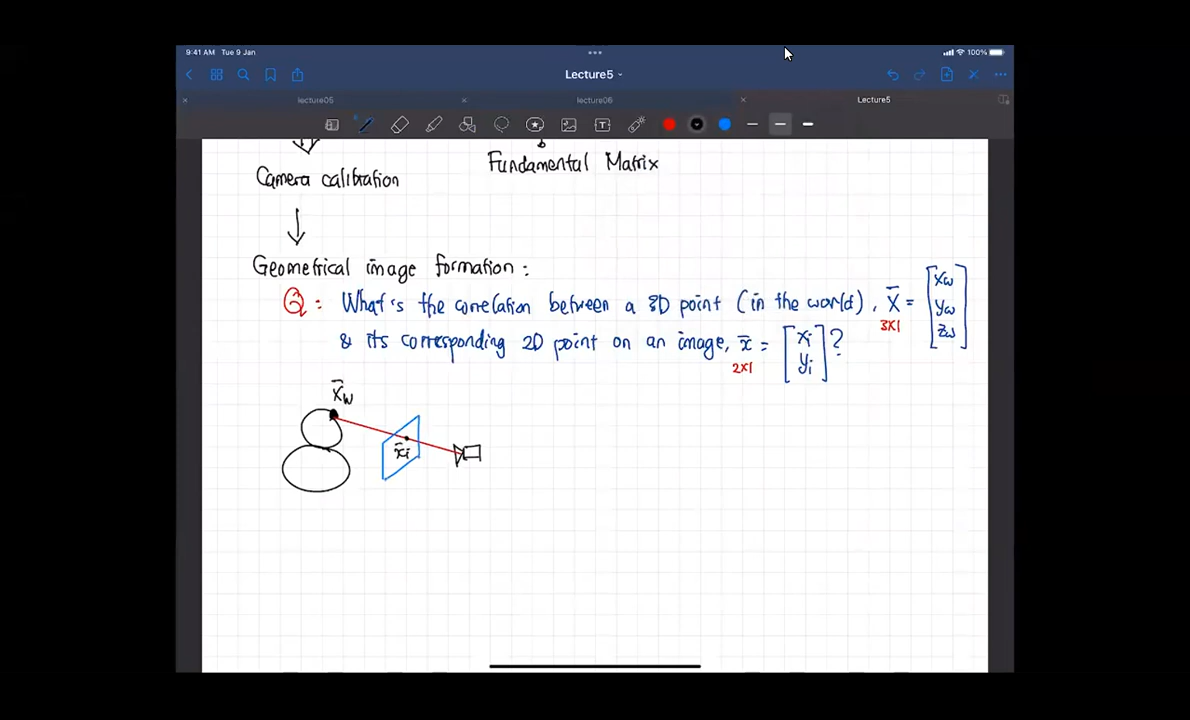 9:41 AM Tue 9 Jan
100%
Lecture5
lecture05
lecture06
Lecture5
Fundamental Matrix
Camera calibration
Geometrical image formation:
Q: What's the correlation between a 3D point (in the world), X̄ = [xw yw zw]
3x1
& its corresponding 2D point on an image, x̄ = [xi yi]?
2x1
X̄w
x̄i